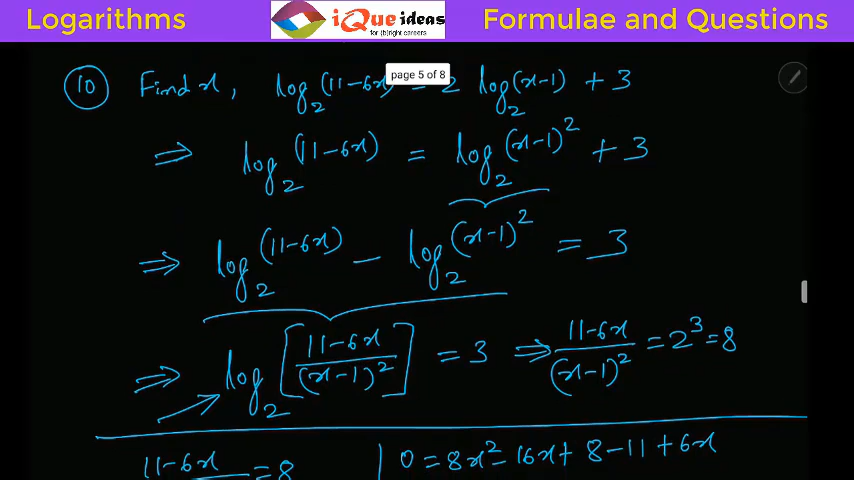 Logarithms
iQue ideas
for (b)right careers
Formulae and Questions
page 5 of 8
10 Find x, log₂(11-6x) = 2 log₂(x-1) + 3
⇒ log₂(11-6x) = log₂(x-1)² + 3
⇒ log₂(11-6x) - log₂(x-1)² = 3
⇒ log₂[(11-6x)/(x-1)²] = 3 ⇒ (11-6x)/(x-1)² = 2³ = 8
11-6x = 8
0 = 8x² - 16x + 8 - 11 + 6x